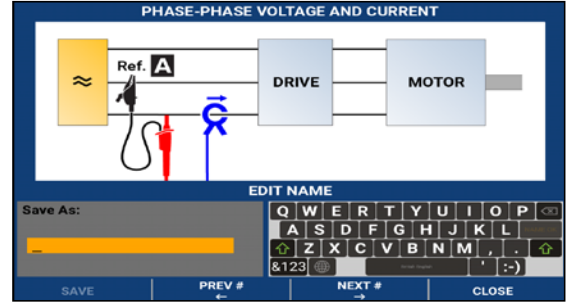 PHASE-PHASE VOLTAGE AND CURRENT
≈
Ref. A
DRIVE
MOTOR
EDIT NAME
Save As:
_
Q W E R T Y U I O P
A S D F G H J K L
Z X C V B N M , .
&123 ' :-)
SAVE
PREV #
←
NEXT #
→
CLOSE